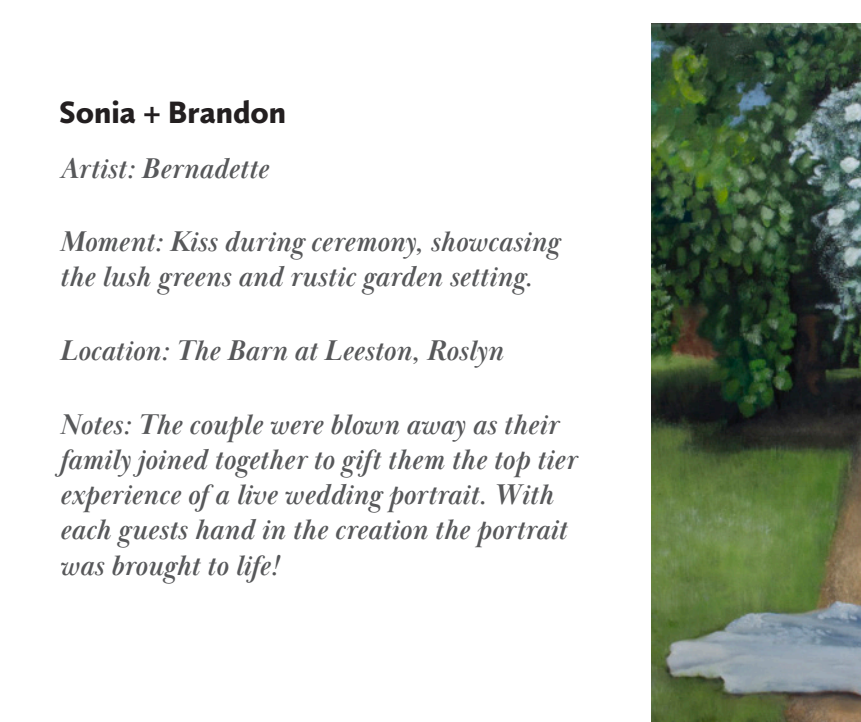 Sonia + Brandon
Artist: Bernadette
Moment: Kiss during ceremony, showcasing
the lush greens and rustic garden setting.
Location: The Barn at Leeston, Roslyn
Notes: The couple were blown away as their
family joined together to gift them the top tier
experience of a live wedding portrait. With
each guests hand in the creation the portrait
was brought to life!